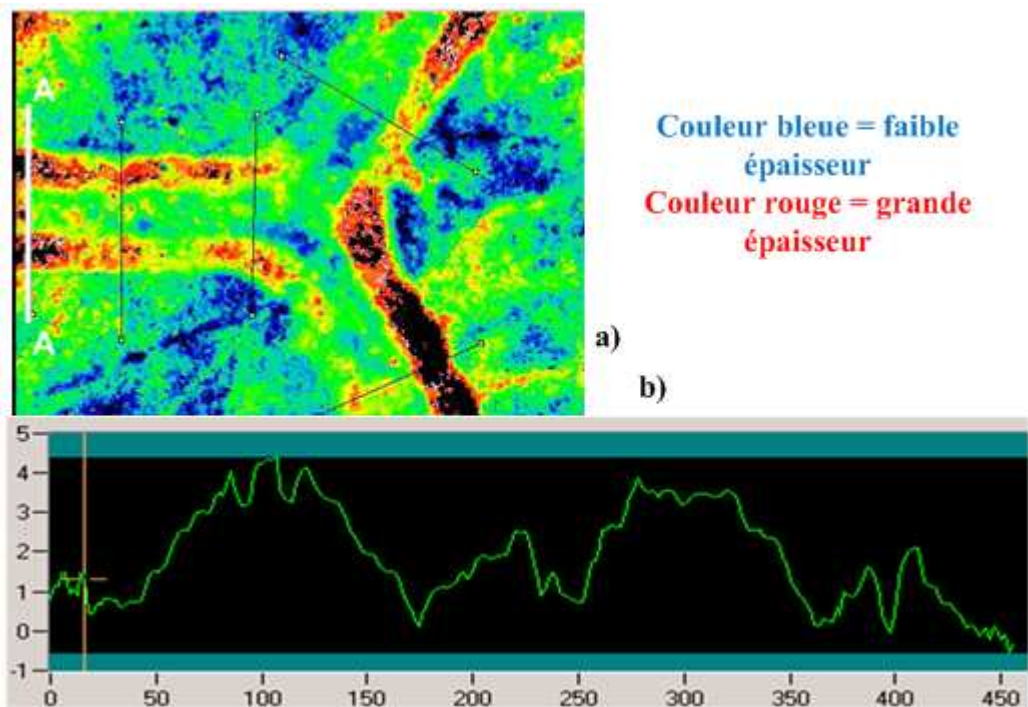 A
A
Couleur bleue = faible
épaisseur
Couleur rouge = grande
épaisseur
a)
b)
5
4
3
2
1
0
-1
0 50 100 150 200 250 300 350 400 450